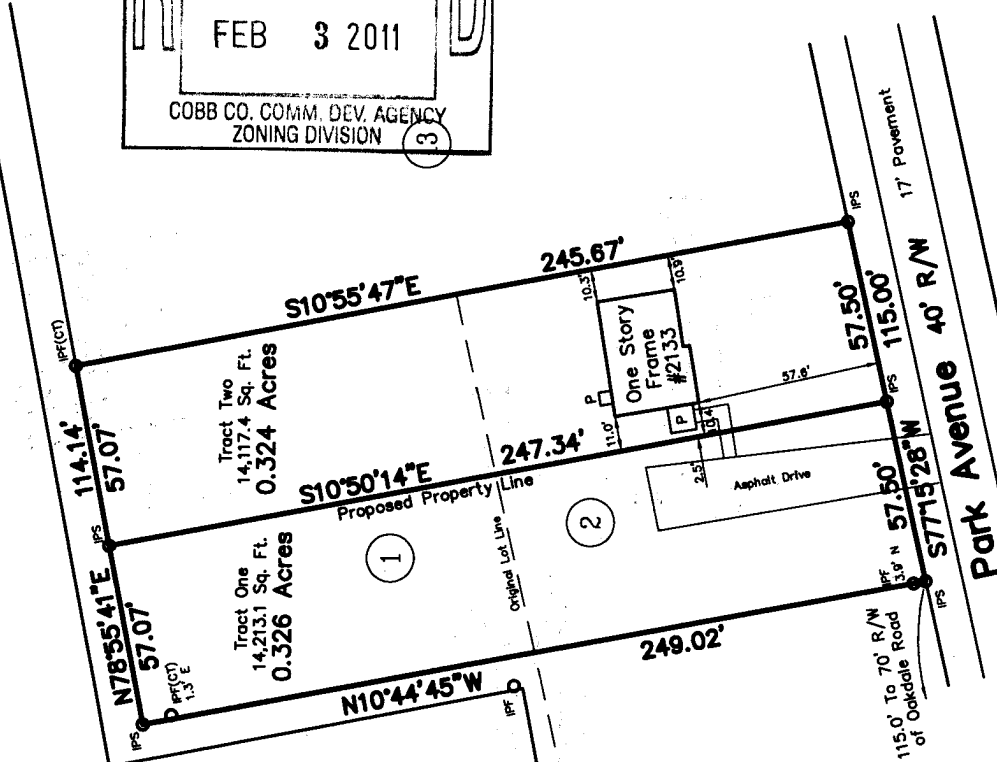 FEB 3 2011
COBB CO. COMM. DEV. AGENCY
ZONING DIVISION
3
IPF(CT)
114.14'
57.07'
S10°55'47"E
245.67'
IPS
17' Pavement
Tract Two
14,117.4 Sq. Ft.
0.324 Acres
10.3'
10.9'
One Story
Frame
#2133
P
P
11.0'
57.6'
57.50'
115.00'
40' R/W
IPS
N78°55'41"E
57.07'
IPS
S10°50'14"E
247.34'
Proposed Property Line
2.5'
Asphalt Drive
IPS
Tract One
14,213.1 Sq. Ft.
0.326 Acres
1
Original Lot Line
2
57.50'
S77°15'28"W
Park Avenue
IPS
IPF(CT)
1.3' E
N10°44'45"W
IPF
249.02'
IPF
3.9' N
IPS
115.0' To 70' R/W
of Oakdale Road